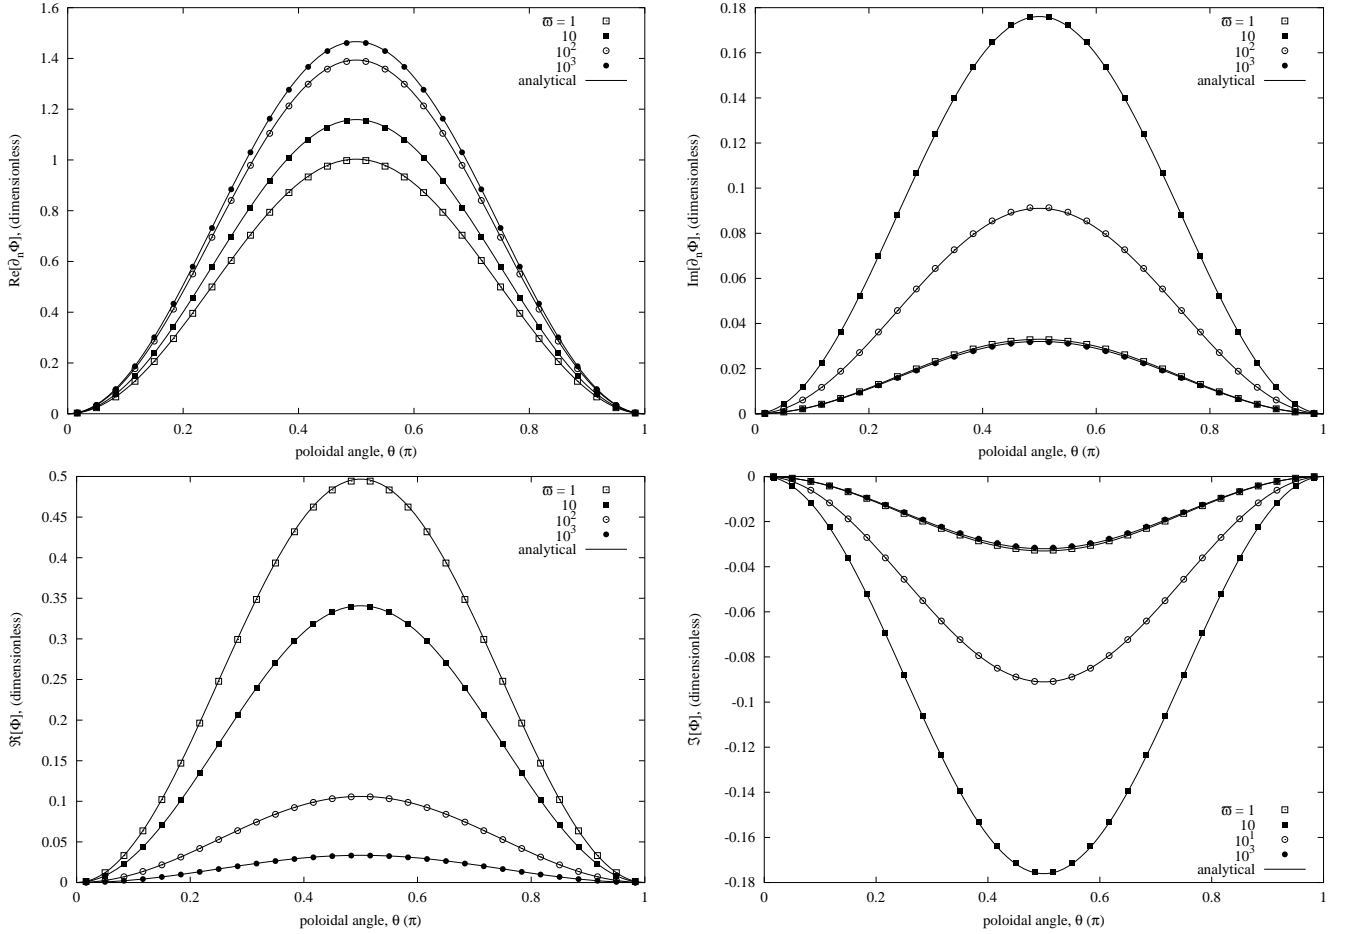 Re[∂nΦ], (dimensionless)
1.6
1.4
1.2
1
0.8
0.6
0.4
0.2
0
0 0.2 0.4 0.6 0.8 1
poloidal angle, θ (π)
ϖ = 1
10
10²
10³
analytical
Im[∂nΦ], (dimensionless)
0.18
0.16
0.14
0.12
0.1
0.08
0.06
0.04
0.02
0
0 0.2 0.4 0.6 0.8 1
poloidal angle, θ (π)
ϖ = 1
10
10²
10³
analytical
ℜ[Φ], (dimensionless)
0.5
0.45
0.4
0.35
0.3
0.25
0.2
0.15
0.1
0.05
0
0 0.2 0.4 0.6 0.8 1
poloidal angle, θ (π)
ϖ = 1
10
10²
10³
analytical
ℑ[Φ], (dimensionless)
0
-0.02
-0.04
-0.06
-0.08
-0.1
-0.12
-0.14
-0.16
-0.18
0 0.2 0.4 0.6 0.8 1
poloidal angle, θ (π)
ϖ = 1
10
10¹
10³
analytical